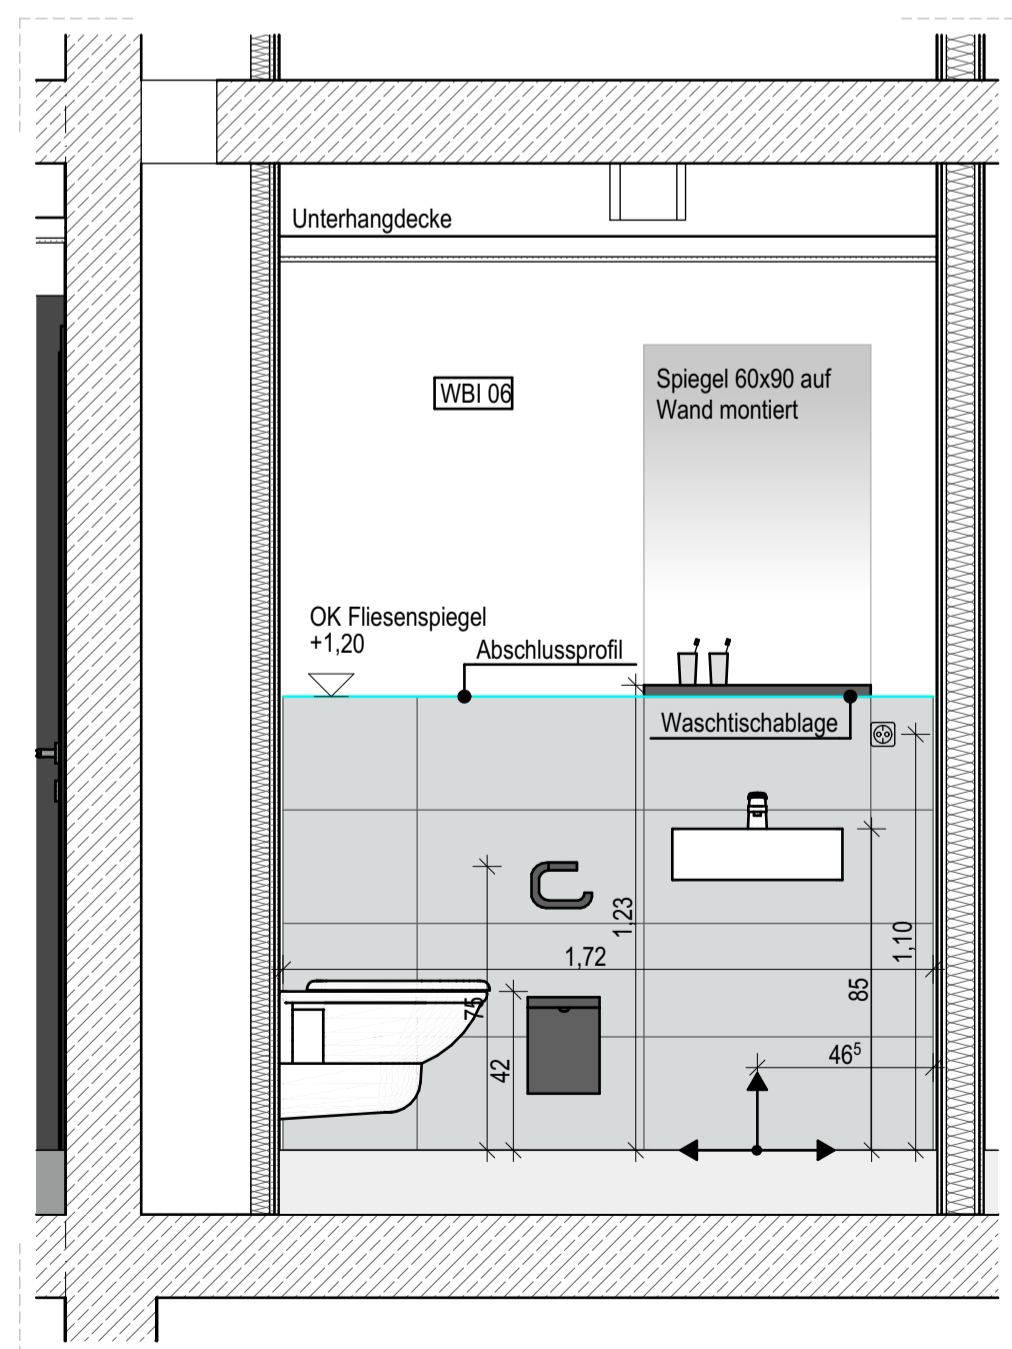 Unterhangdecke
WBI 06
Spiegel 60x90 auf
Wand montiert
OK Fliesenspiegel
+1,20
Abschlussprofil
Waschtischablage
1,23
1,10
1,72
75
85
42
46⁵